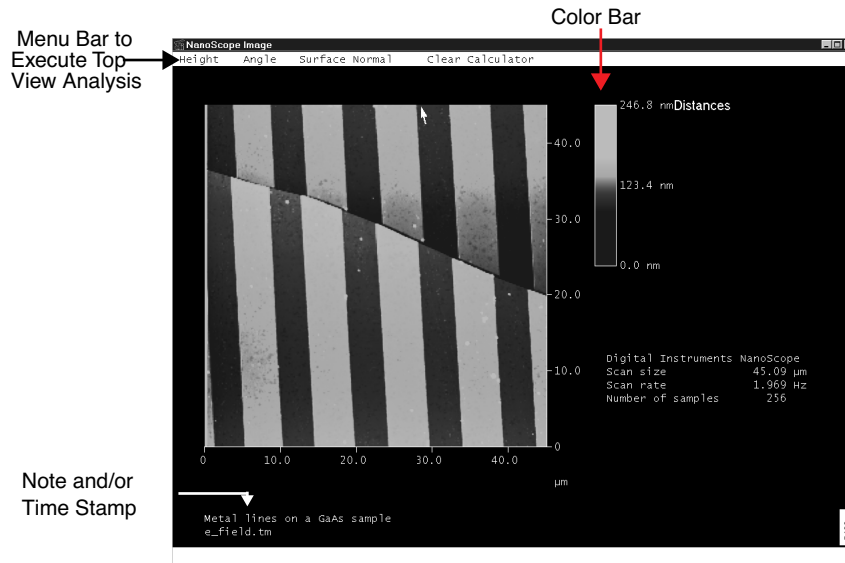 Color Bar
Menu Bar to
Execute Top
View Analysis
NanoScope Image
Height Angle Surface Normal Clear Calculator
246.8 nm Distances
123.4 nm
0.0 nm
40.0
30.0
20.0
10.0
0
0 10.0 20.0 30.0 40.0
µm
Digital Instruments NanoScope
Scan size 45.09 µm
Scan rate 1.969 Hz
Number of samples 256
Note and/or
Time Stamp
Metal lines on a GaAs sample
e_field.tm